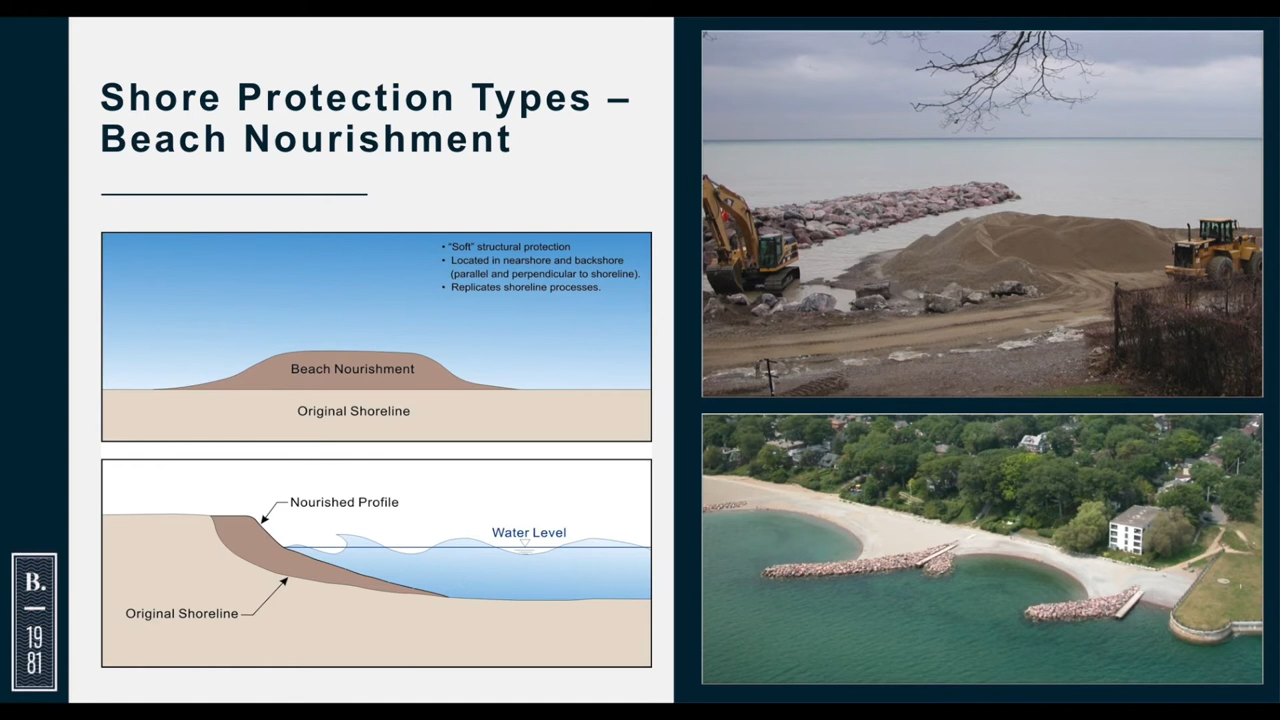 Shore Protection Types –
Beach Nourishment
• "Soft" structural protection
• Located in nearshore and backshore
(parallel and perpendicular to shoreline).
• Replicates shoreline processes.
Beach Nourishment
Original Shoreline
Nourished Profile
Water Level
Original Shoreline
B.
19
81